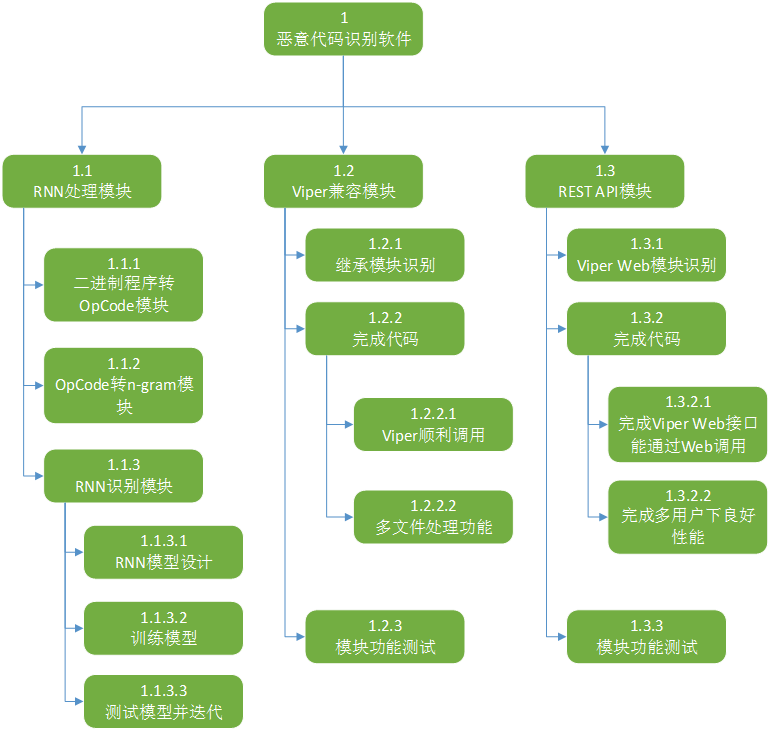 1
恶意代码识别软件
1.1
RNN处理模块
1.1.1
二进制程序转
OpCode模块
1.1.2
OpCode转n-gram模
块
1.1.3
RNN识别模块
1.1.3.1
RNN模型设计
1.1.3.2
训练模型
1.1.3.3
测试模型并迭代
1.2
Viper兼容模块
1.2.1
继承模块识别
1.2.2
完成代码
1.2.2.1
Viper顺利调用
1.2.2.2
多文件处理功能
1.2.3
模块功能测试
1.3
REST API模块
1.3.1
Viper Web模块识别
1.3.2
完成代码
1.3.2.1
完成Viper Web接口
能通过Web调用
1.3.2.2
完成多用户下良好
性能
1.3.3
模块功能测试